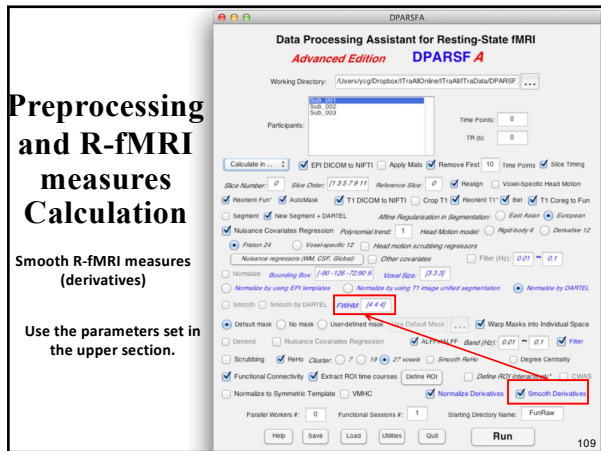 Preprocessing
and R-fMRI
measures
Calculation
Smooth R-fMRI measures
(derivatives)
Use the parameters set in
the upper section.
DPARSFA
Data Processing Assistant for Resting-State fMRI
Advanced Edition DPARSF A
Working Directory: /Users/ycg/Dropbox/ITraAllOnline/ITraAll/ITraData/DPARSF ...
Participants:
Sub_001
Sub_002
Sub_003
Time Points: 0
TR (s): 0
Calculate in ... EPI DICOM to NIFTI Apply Mats Remove First 10 Time Points Slice Timing
Slice Number: 0 Slice Order: [1 3 5 7 9 11 Reference Slice: 0 Realign Voxel-Specific Head Motion
Reorient Fun* AutoMask T1 DICOM to NIFTI Crop T1 Reorient T1* Bet T1 Coreg to Fun
Segment New Segment + DARTEL Affine Regularisation in Segmentation: East Asian European
Nuisance Covariates Regression Polynomial trend: 1 Head Motion model: Rigid-body 6 Derivative 12
Friston 24 Voxel-specific 12 Head motion scrubbing regressors
Nuisance regressors (WM, CSF, Global) Other covariates Filter (Hz): 0.01 ~ 0.1
Normalize Bounding Box: [-90 -126 -72;90 9 Voxel Size: [3 3 3]
Normalize by using EPI templates Normalize by using T1 image unified segmentation Normalize by DARTEL
Smooth Smooth by DARTEL FWHM: [4 4 4]
Default mask No mask User-defined mask Use Default Mask ... Warp Masks into Individual Space
Detrend Nuisance Covariates Regression ALFF+fALFF Band (Hz): 0.01 ~ 0.1 Filter
Scrubbing ReHo Cluster: 7 19 27 voxels Smooth ReHo Degree Centrality
Functional Connectivity Extract ROI time courses Define ROI Define ROI Interactively* CWAS
Normalize to Symmetric Template VMHC Normalize Derivatives Smooth Derivatives
Parallel Workers #: 0 Functional Sessions #: 1 Starting Directory Name: FunRaw
Help Save Load Utilities Quit Run
109